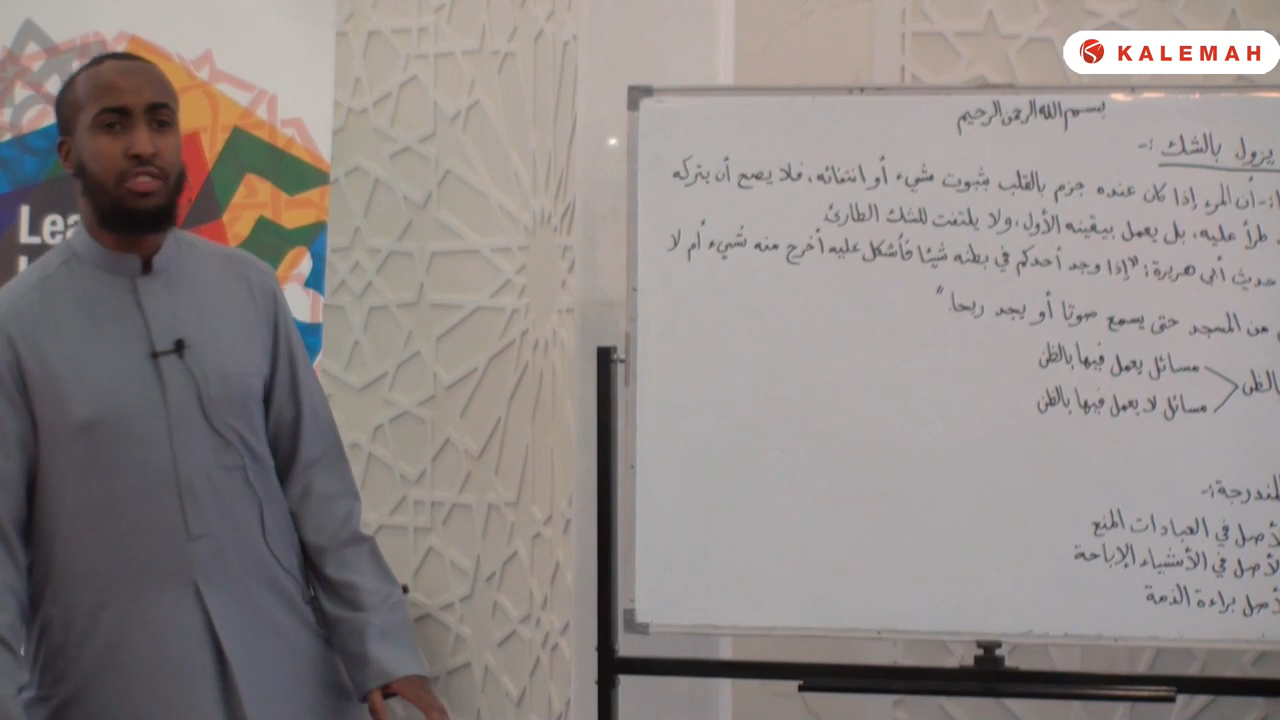 KALEMAH
Lea
بسم الله الرحمن الرحيم
يزول بالشك :-
:- أن المرء إذا كان عنده جزم بالقلب بثبوت شيء أو انتفائه، فلا يصح أن يتركه
طرأ عليه، بل يعمل بيقينه الأول، ولا يلتفت للشك الطارئ
حديث أبي هريرة: "إذا وجد أحدكم في بطنه شيئا فأشكل عليه أخرج منه شيء أم لا
من المسجد حتى يسمع صوتا أو يجد ريحا."
مسائل يعمل فيها بالظن
بالظن
مسائل لا يعمل فيها بالظن
المندرجة:-
الأصل في العبادات المنع
الأصل في الأشياء الإباحة
الأصل براءة الذمة